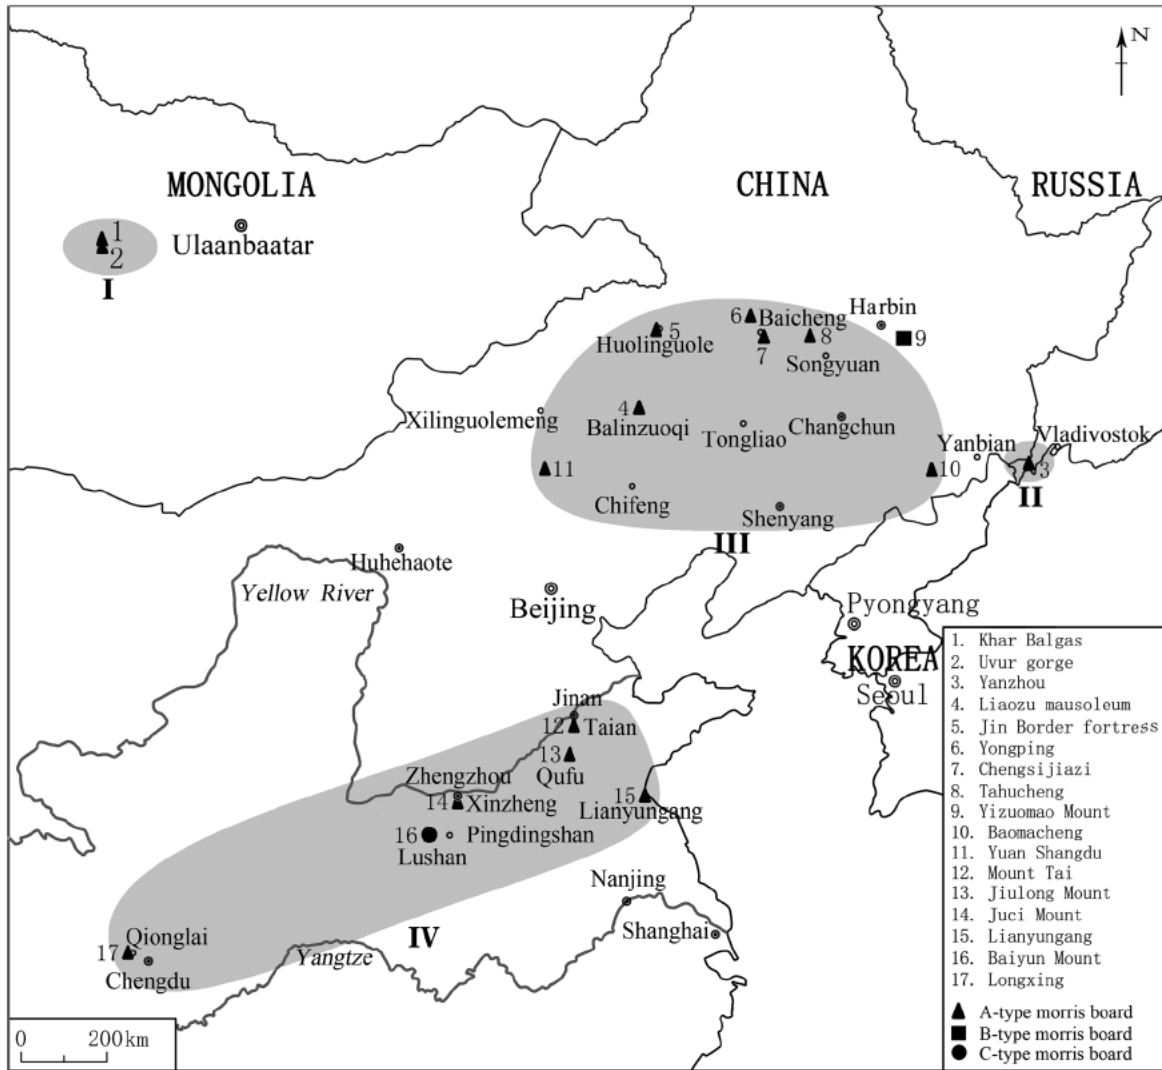 N
MONGOLIA
CHINA
RUSSIA
1
2
Ulaanbaatar
I
Harbin
6
Baicheng
5
Huolinguole
7
8
9
Songyuan
4
Balinzuoqi
Xilinguolemeng
Tongliao
Changchun
Yanbian
Vladivostok
11
10
3
Chifeng
II
Shenyang
III
Huhehaote
Yellow River
Beijing
Pyongyang
KOREA
Seoul
Jinan
12
Taian
13
Qufu
Zhengzhou
14
Xinzheng
15
Lianyungang
16
Pingdingshan
Lushan
Nanjing
Shanghai
IV
Qionglai
17
Chengdu
Yangtze
0 200km
1. Khar Balgas
2. Uvur gorge
3. Yanzhou
4. Liaozu mausoleum
5. Jin Border fortress
6. Yongping
7. Chengsijiazi
8. Tahucheng
9. Yizuomao Mount
10. Baomacheng
11. Yuan Shangdu
12. Mount Tai
13. Jiulong Mount
14. Juci Mount
15. Lianyungang
16. Baiyun Mount
17. Longxing
A-type morris board
B-type morris board
C-type morris board